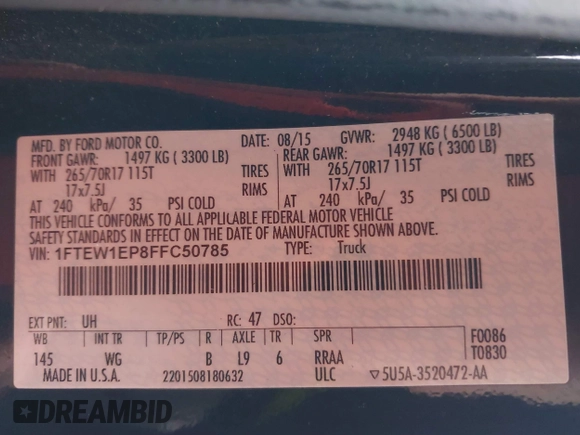 MFD. BY FORD MOTOR CO. DATE: 08/15 GVWR: 2948 KG ( 6500 LB)
FRONT GAWR: 1497 KG ( 3300 LB) REAR GAWR: 1497 KG ( 3300 LB)
WITH 265/70R17 115T TIRES WITH 265/70R17 115T TIRES
17x7.5J RIMS 17x7.5J RIMS
AT 240 kPa/ 35 PSI COLD AT 240 kPa/ 35 PSI COLD
THIS VEHICLE CONFORMS TO ALL APPLICABLE FEDERAL MOTOR VEHICLE
SAFETY STANDARDS IN EFFECT ON THE DATE OF MANUFACTURE SHOWN ABOVE.
VIN: 1FTEW1EP8FFC50785 TYPE: Truck
EXT PNT: UH RC: 47 DSO:
WB INT TR TP/PS R AXLE TR SPR F0086
145 WG B L9 6 RRAA T0830
MADE IN U.S.A. 2201508180632 ULC ▽5U5A-3520472-AA
DREAMBID